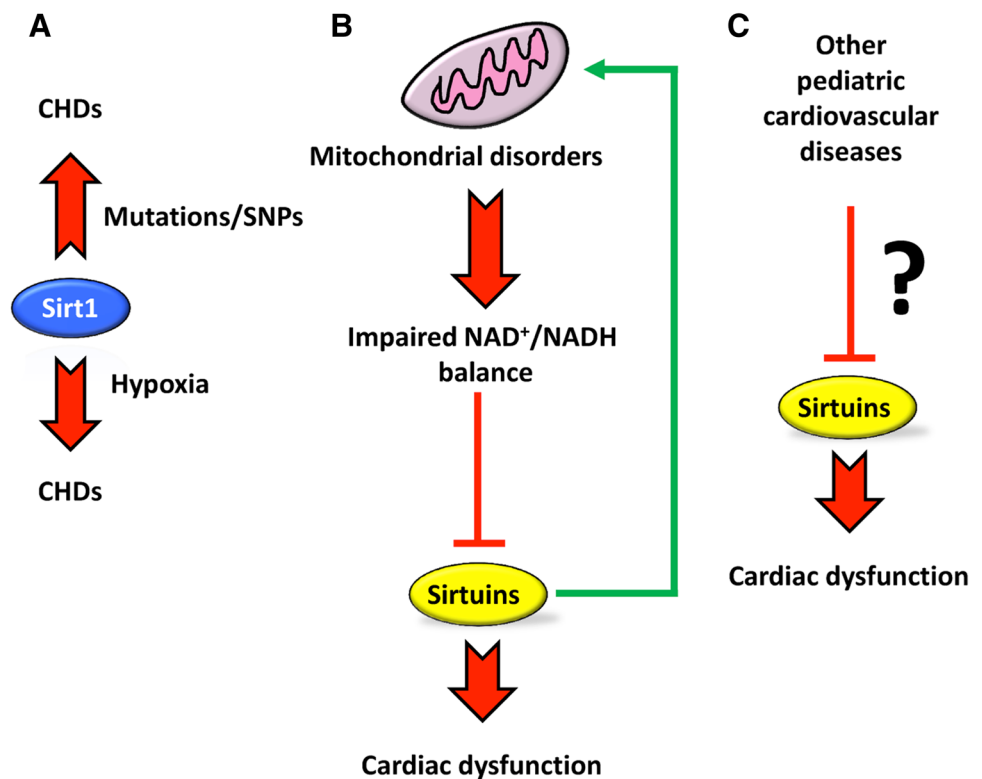 A
CHDs
Mutations/SNPs
Sirt1
Hypoxia
CHDs
B
Mitochondrial disorders
Impaired NAD⁺/NADH
balance
Sirtuins
Cardiac dysfunction
C
Other
pediatric
cardiovascular
diseases
?
Sirtuins
Cardiac dysfunction